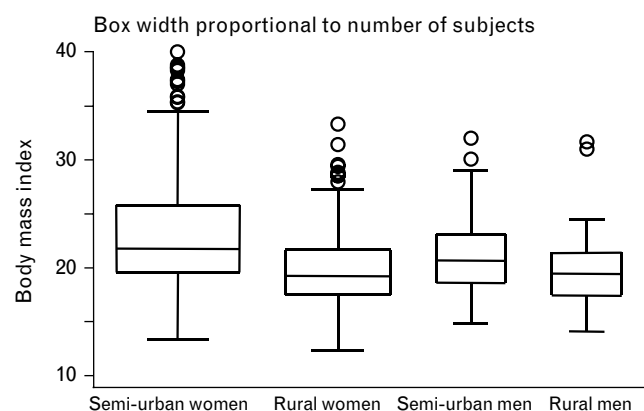 Box width proportional to number of subjects
40
30
20
10
Body mass index
Semi-urban women Rural women Semi-urban men Rural men